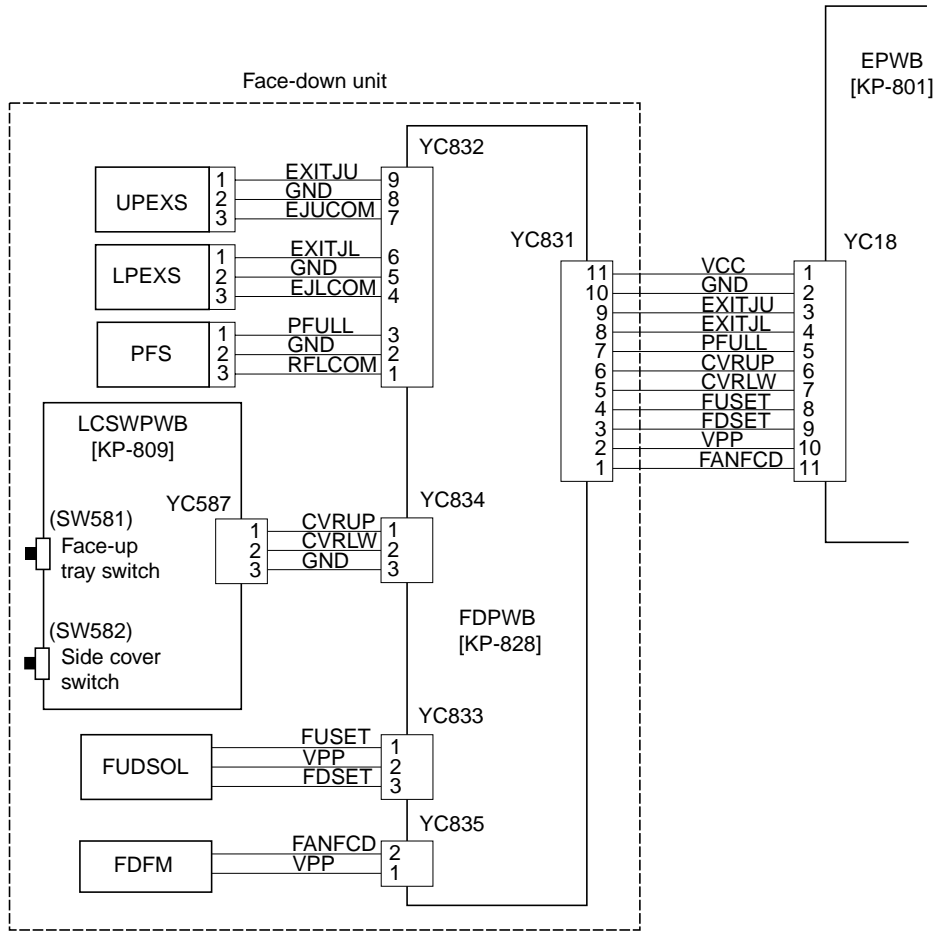 EPWB
[KP-801]
Face-down unit
YC832
UPEXS
1 EXITJU 9
2 GND 8
3 EJUCOM 7
LPEXS
1 EXITJL 6
2 GND 5
3 EJLCOM 4
PFS
1 PFULL 3
2 GND 2
3 RFLCOM 1
YC831
YC18
11 VCC 1
10 GND 2
9 EXITJU 3
8 EXITJL 4
7 PFULL 5
6 CVRUP 6
5 CVRLW 7
4 FUSET 8
3 FDSET 9
2 VPP 10
1 FANFCD 11
LCSWPWB
[KP-809]
YC587
YC834
1 CVRUP 1
2 CVRLW 2
3 GND 3
(SW581)
Face-up
tray switch
(SW582)
Side cover
switch
FDPWB
[KP-828]
YC833
FUDSOL
FUSET 1
VPP 2
FDSET 3
YC835
FDFM
FANFCD 2
VPP 1